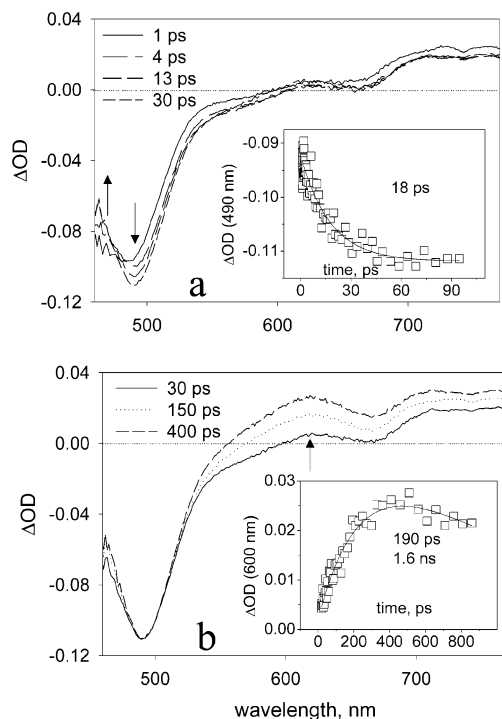 0.04
1 ps
4 ps
13 ps
30 ps
0.00
ΔOD
-0.04
-0.08
-0.12
-0.09
-0.10
-0.11
ΔOD (490 nm)
18 ps
time, ps
0 30 60 90
a
500 600 700
0.04
30 ps
150 ps
400 ps
0.00
ΔOD
-0.04
-0.08
-0.12
0.03
0.02
0.01
0.00
ΔOD (600 nm)
190 ps
1.6 ns
time, ps
0 200 400 600 800
b
500 600 700
wavelength, nm